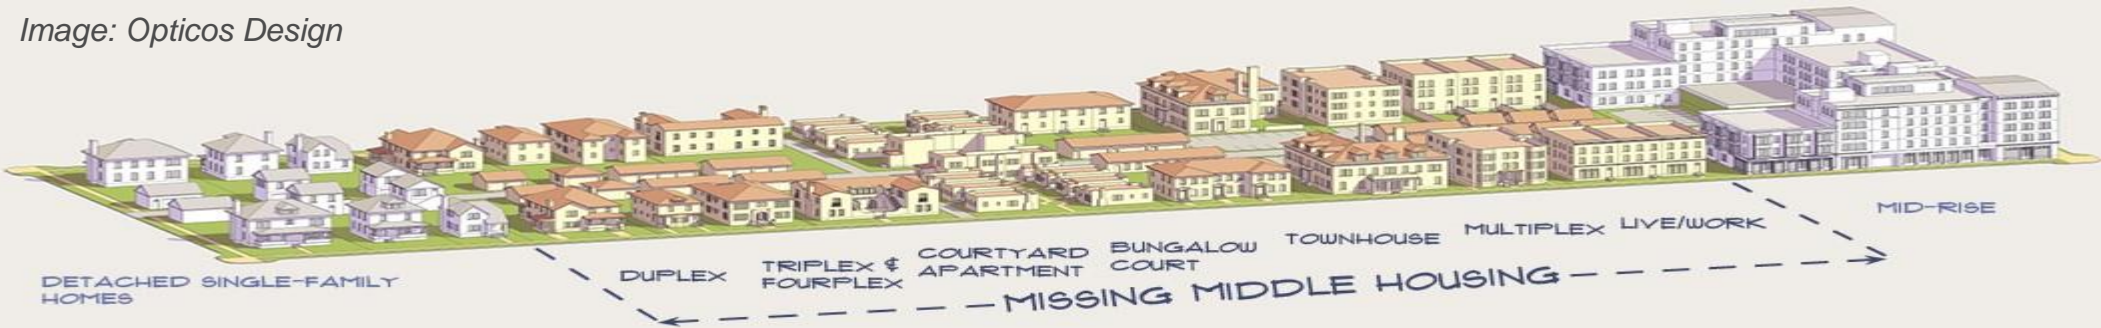 Image: Opticos Design
DETACHED SINGLE-FAMILY
HOMES
DUPLEX
TRIPLEX &
FOURPLEX
COURTYARD
APARTMENT
BUNGALOW
COURT
TOWNHOUSE
MULTIPLEX
LIVE/WORK
MID-RISE
MISSING MIDDLE HOUSING